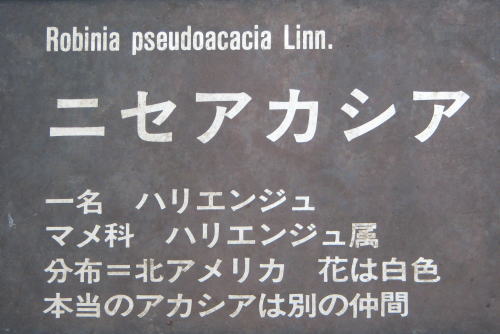 Robinia pseudoacacia Linn.
ニセアカシア
一名　ハリエンジュ
マメ科　ハリエンジュ属
分布＝北アメリカ　花は白色
本当のアカシアは別の仲間